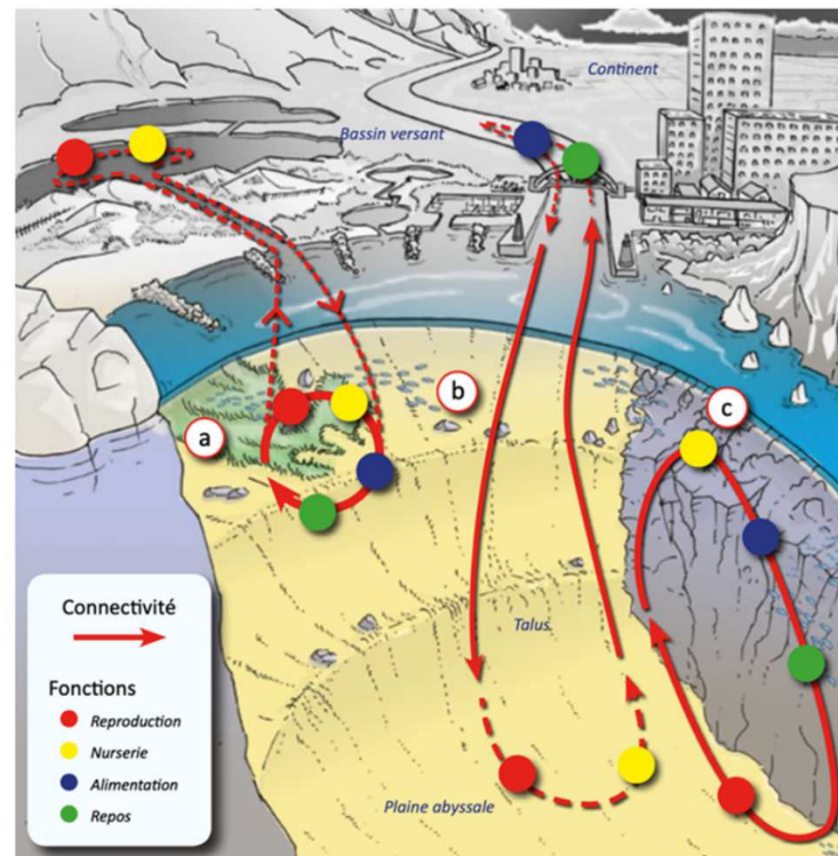 Continent
Bassin versant
b
a
c
Talus
Plaine abyssale
Connectivité
Fonctions
Reproduction
Nurserie
Alimentation
Repos